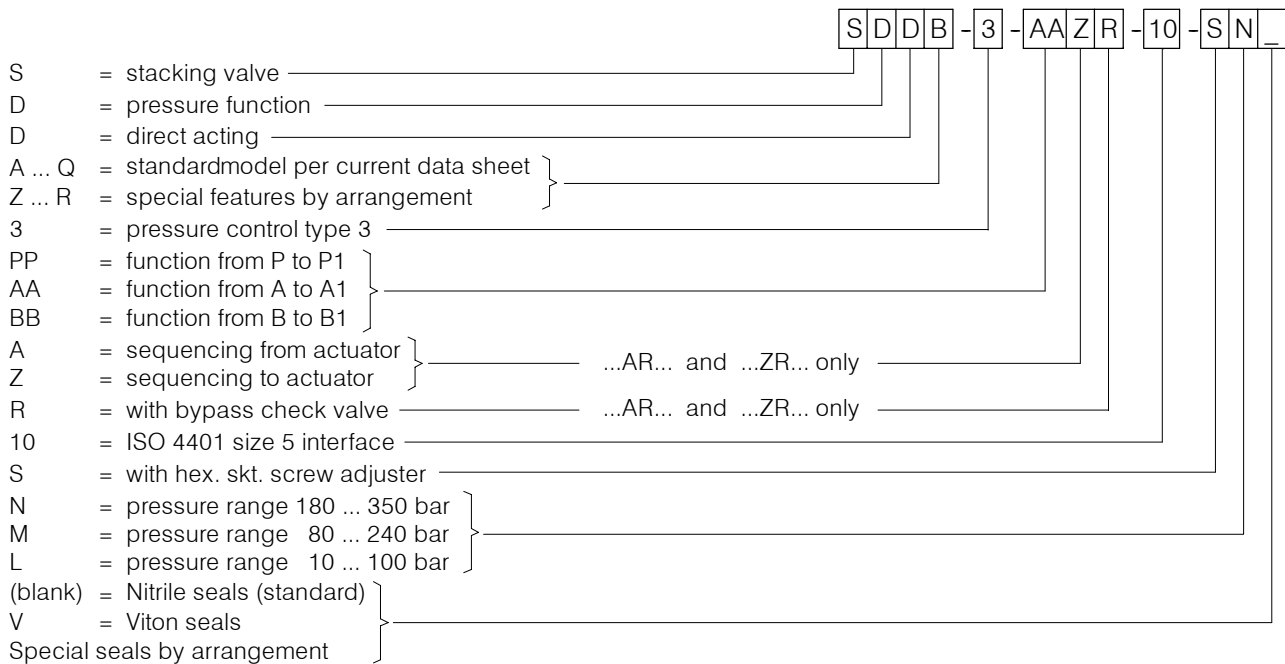 SDDB-3-AAZR-10-SN_
S = stacking valve
D = pressure function
D = direct acting
A ... Q = standardmodel per current data sheet
Z ... R = special features by arrangement
3 = pressure control type 3
PP = function from P to P1
AA = function from A to A1
BB = function from B to B1
A = sequencing from actuator
Z = sequencing to actuator
...AR... and ...ZR... only
R = with bypass check valve ...AR... and ...ZR... only
10 = ISO 4401 size 5 interface
S = with hex. skt. screw adjuster
N = pressure range 180 ... 350 bar
M = pressure range 80 ... 240 bar
L = pressure range 10 ... 100 bar
(blank) = Nitrile seals (standard)
V = Viton seals
Special seals by arrangement